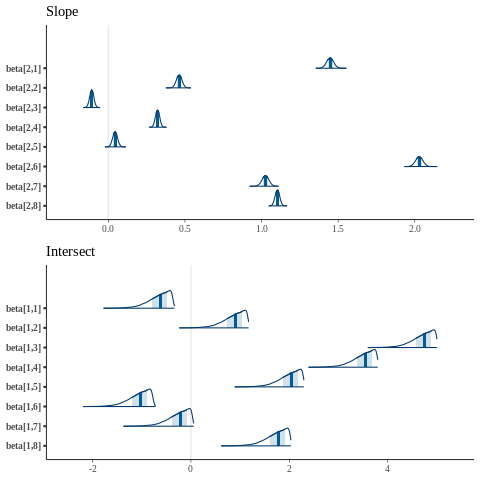 Slope
beta[2,1]
beta[2,2]
beta[2,3]
beta[2,4]
beta[2,5]
beta[2,6]
beta[2,7]
beta[2,8]
0.0 0.5 1.0 1.5 2.0
Intersect
beta[1,1]
beta[1,2]
beta[1,3]
beta[1,4]
beta[1,5]
beta[1,6]
beta[1,7]
beta[1,8]
-2 0 2 4